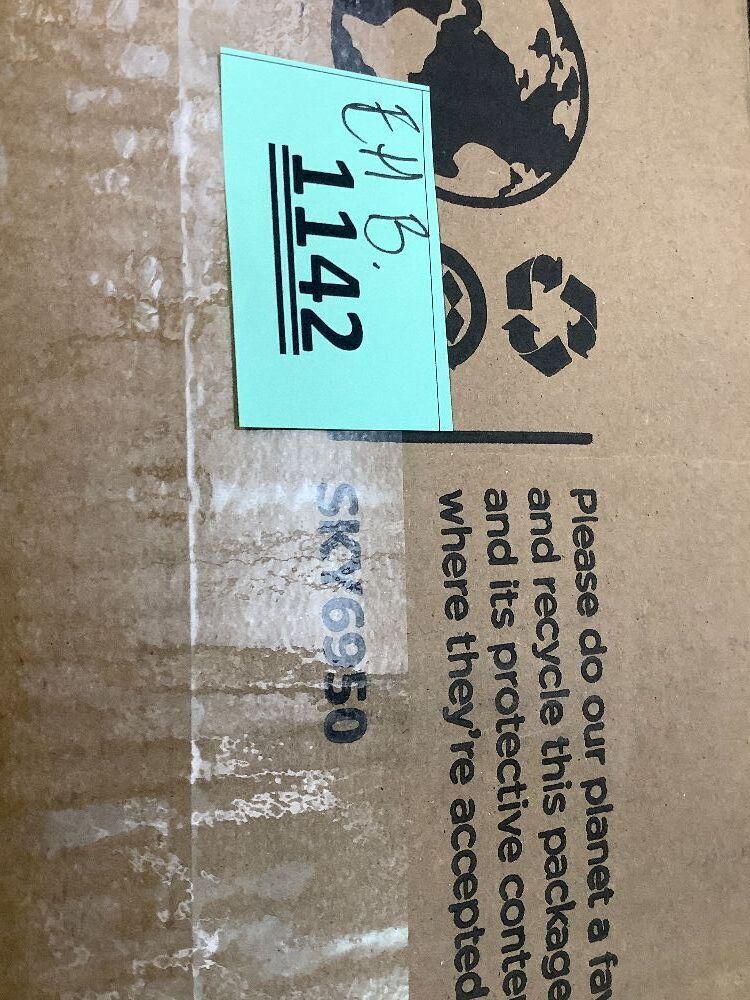 EHB.
1142
Please do our planet a fa
and recycle this package
and its protective conte
where they're accepted
SKY6950